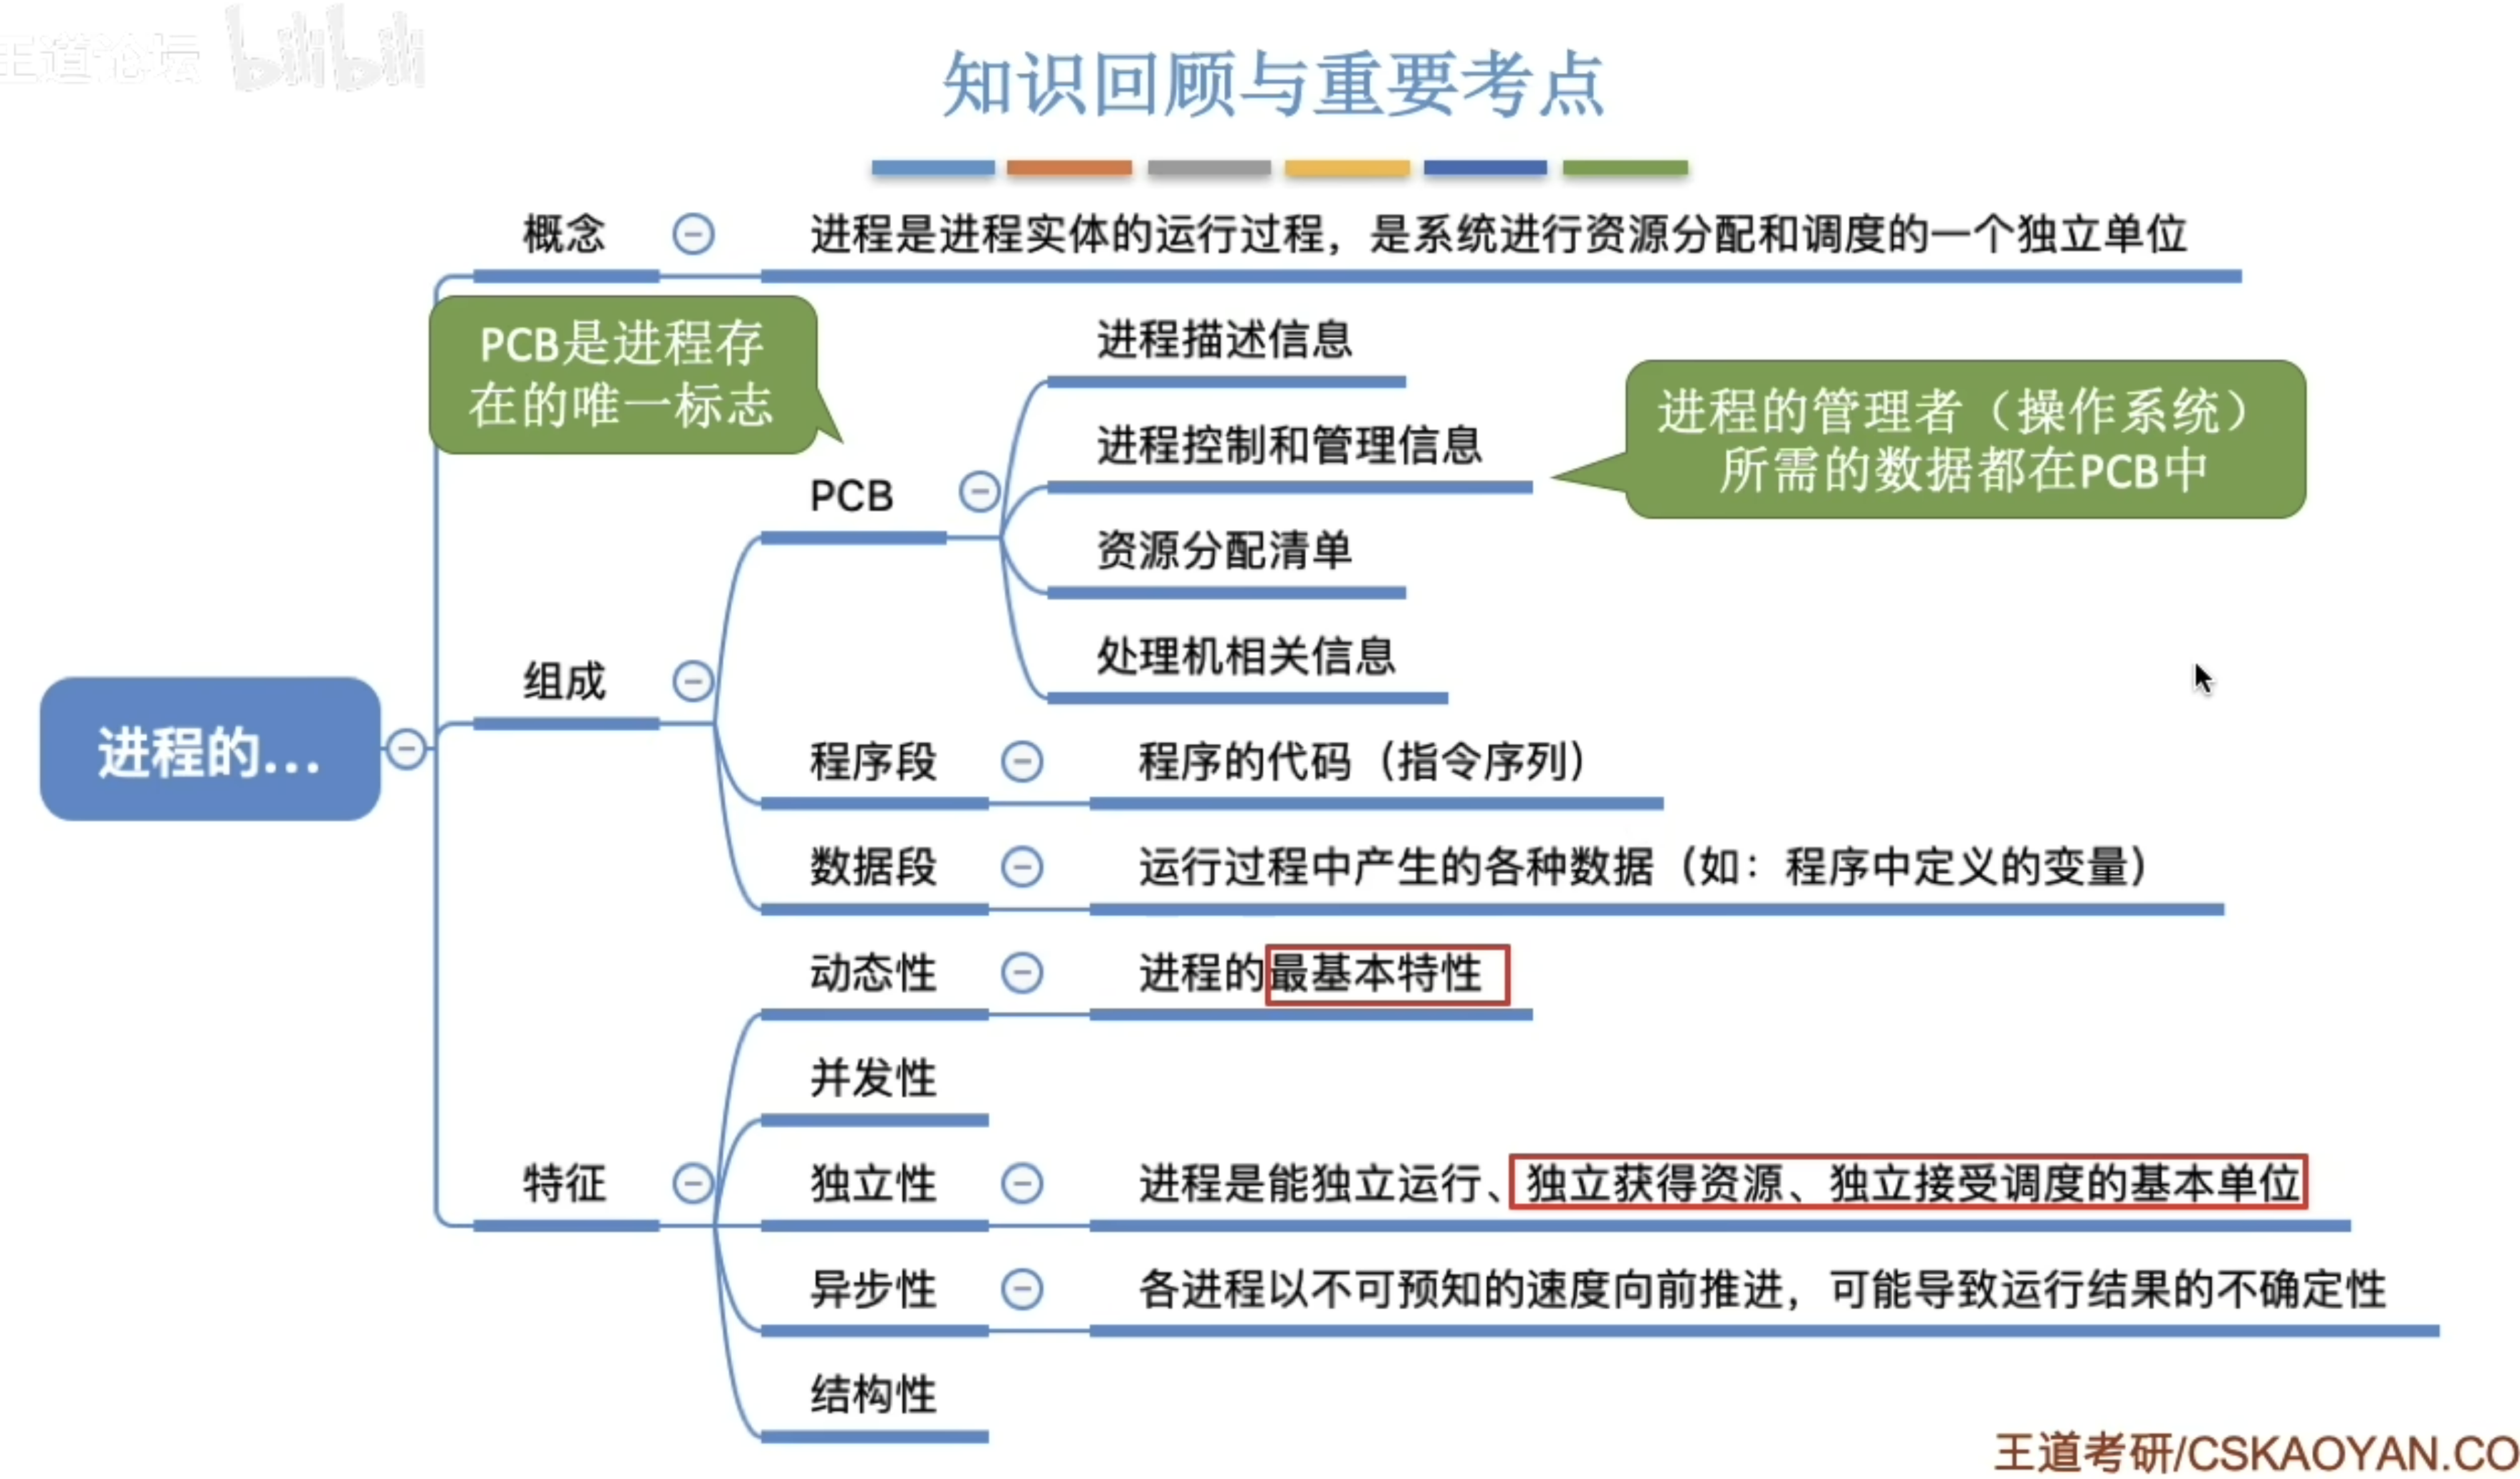 王道论坛 bilibili
知识回顾与重要考点
概念
进程是进程实体的运行过程，是系统进行资源分配和调度的一个独立单位
PCB是进程存
在的唯一标志
进程描述信息
进程控制和管理信息
进程的管理者（操作系统）
所需的数据都在PCB中
PCB
资源分配清单
处理机相关信息
组成
进程的...
程序段
程序的代码（指令序列）
数据段
运行过程中产生的各种数据（如：程序中定义的变量）
动态性
进程的最基本特性
并发性
特征
独立性
进程是能独立运行、独立获得资源、独立接受调度的基本单位
异步性
各进程以不可预知的速度向前推进，可能导致运行结果的不确定性
结构性
王道考研/CSKAOYAN.CO